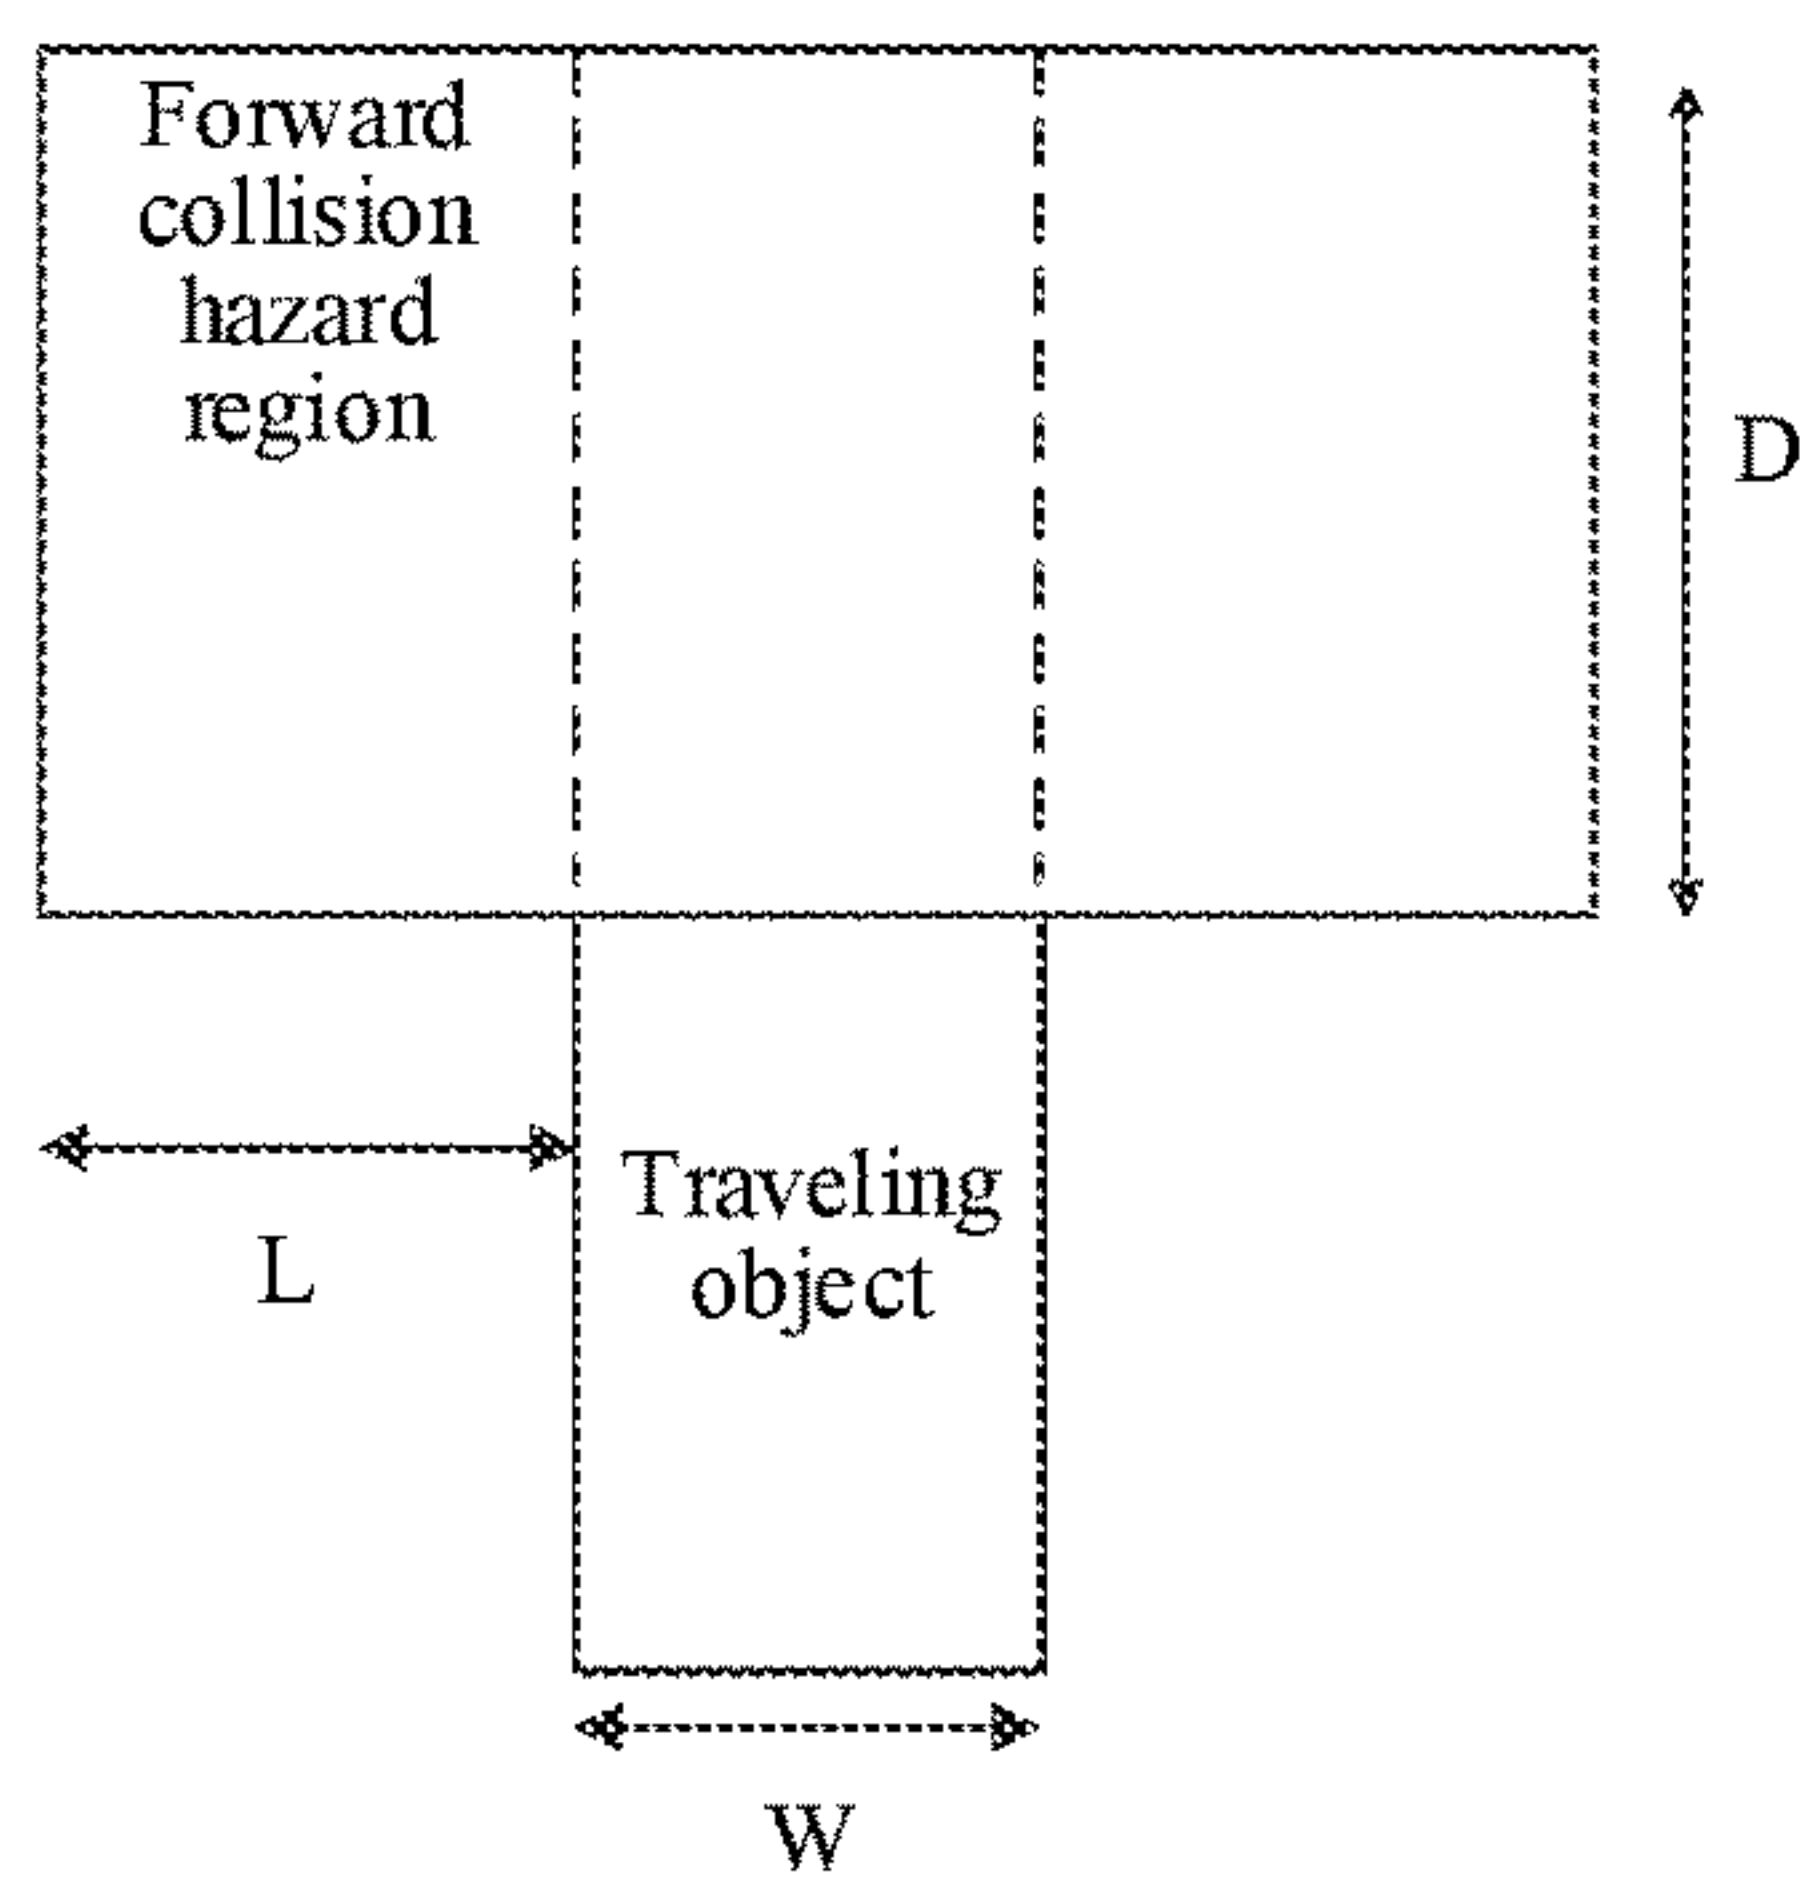 Forward
collision
hazard
region
D
L
Traveling
object
W